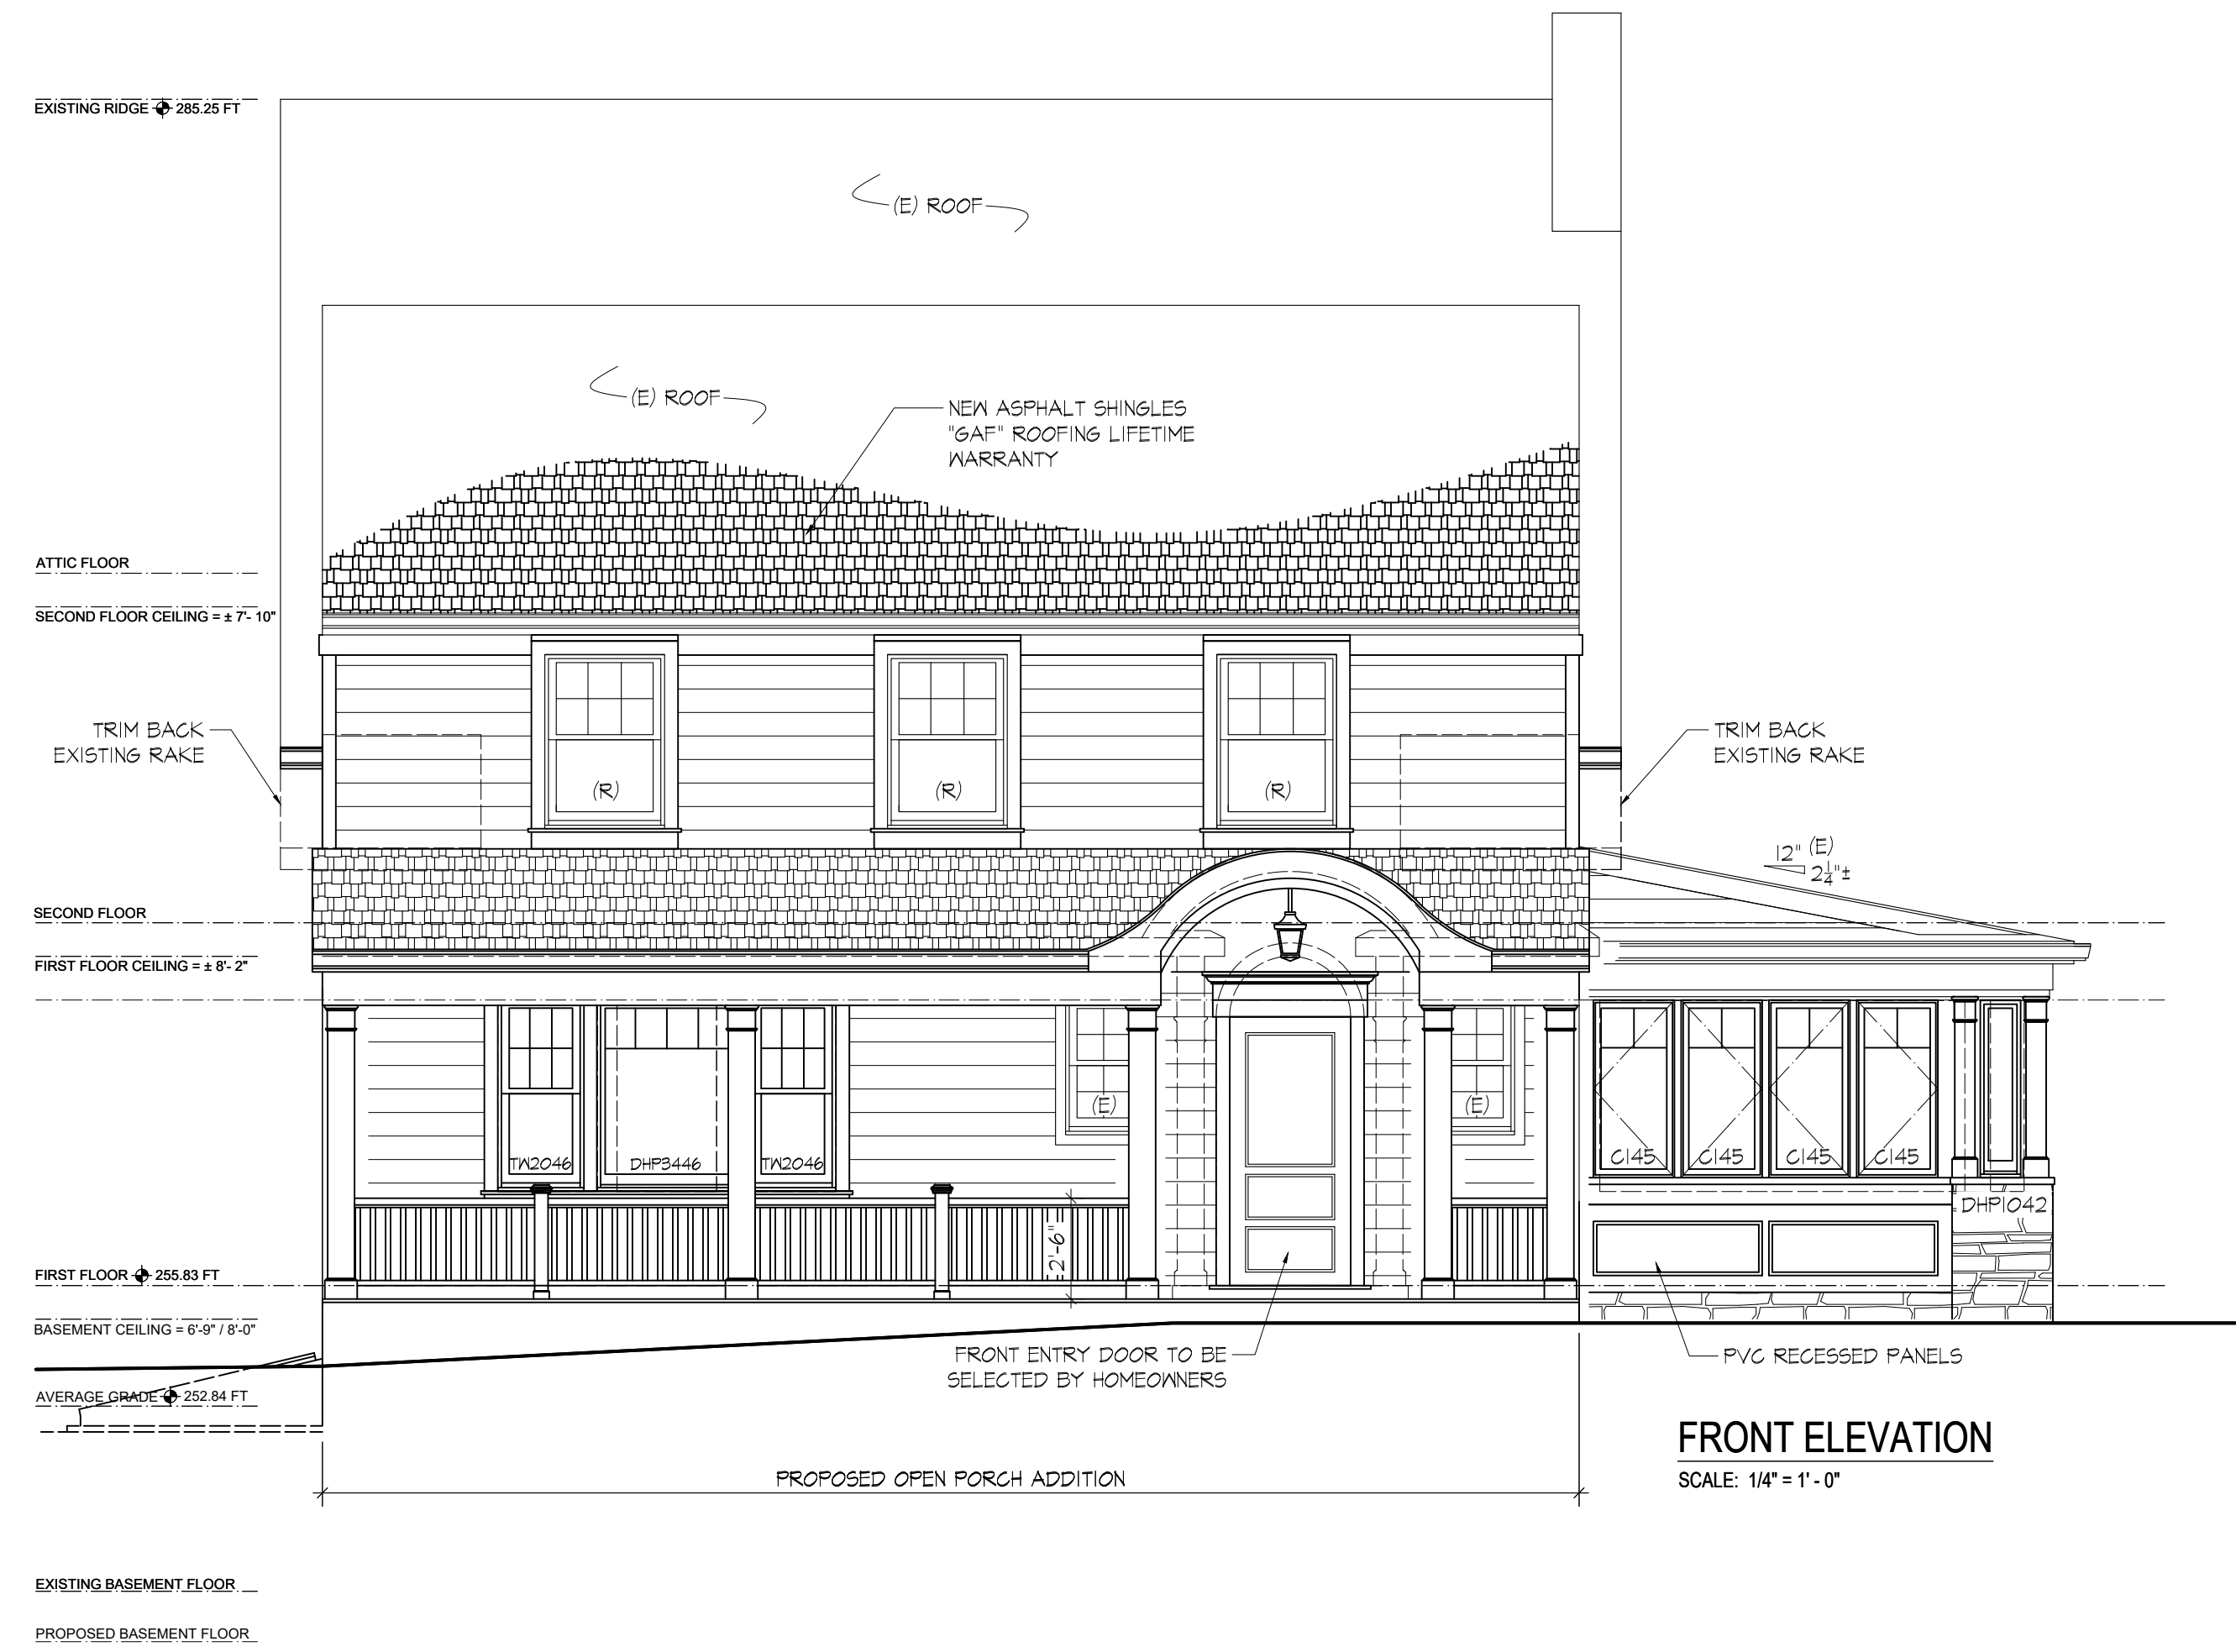 EXISTING RIDGE 285.25 FT
(E) ROOF
(E) ROOF
NEW ASPHALT SHINGLES
"GAF" ROOFING LIFETIME
WARRANTY
ATTIC FLOOR
SECOND FLOOR CEILING = ± 7'- 10"
TRIM BACK
EXISTING RAKE
(R)
(R)
(R)
TRIM BACK
EXISTING RAKE
12" (E)
2 1/4"±
SECOND FLOOR
FIRST FLOOR CEILING = ± 8'- 2"
(E)
(E)
TW2046
DHP3446
TW2046
C145
C145
C145
C145
DHP1042
2'-6"
FIRST FLOOR 255.83 FT
BASEMENT CEILING = 6'-9" / 8'-0"
FRONT ENTRY DOOR TO BE
SELECTED BY HOMEOWNERS
PVC RECESSED PANELS
AVERAGE GRADE 252.84 FT
FRONT ELEVATION
SCALE: 1/4" = 1' - 0"
PROPOSED OPEN PORCH ADDITION
EXISTING BASEMENT FLOOR
PROPOSED BASEMENT FLOOR